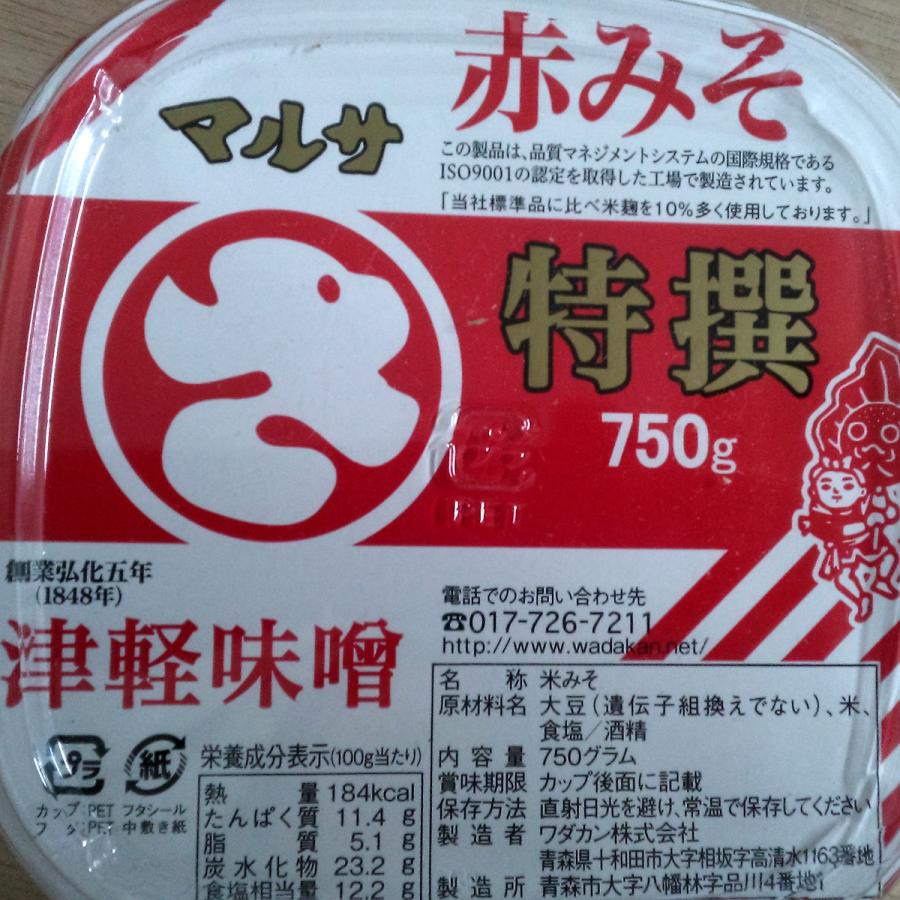 赤みそ
マルサ
この製品は、品質マネジメントシステムの国際規格である
ISO9001の認定を取得した工場で製造されています。
「当社標準品に比べ米麹を10%多く使用しております。」
特撰
750g
創業弘化五年
(1848年)
津軽味噌
電話でのお問い合わせ先
☎017-726-7211
http://www.wadakan.net/
名称 米みそ
原材料名 大豆(遺伝子組換えでない)、米、
食塩/酒精
内容量 750グラム
賞味期限 カップ後面に記載
保存方法 直射日光を避け、常温で保存してください
製造者 ワダカン株式会社
青森県十和田市大字相坂字高清水1163番地
製造所 青森市大字八幡林字品川4番地1
プラ 紙
カップ:PET フタシール
フタ:PET 中敷き紙
栄養成分表示(100g当たり)
熱量 184kcal
たんぱく質 11.4 g
脂質 5.1 g
炭水化物 23.2 g
食塩相当量 12.2 g